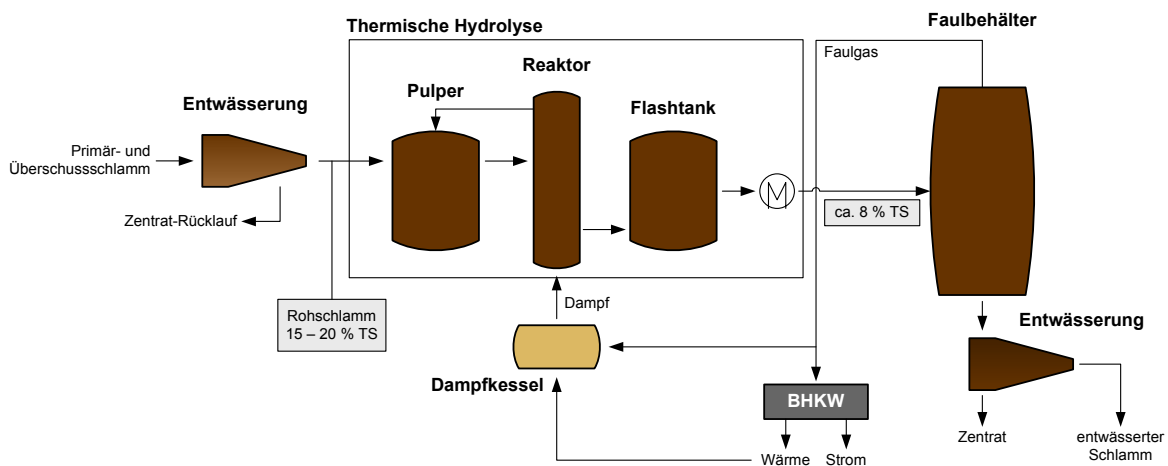 Thermische Hydrolyse
Faulbehälter
Faulgas
Reaktor
Pulper
Flashtank
Entwässerung
Primär- und
Überschussschlamm
Zentrat-Rücklauf
ca. 8 % TS
Rohschlamm
15 – 20 % TS
Dampf
Dampfkessel
Entwässerung
BHKW
Wärme
Strom
Zentrat
entwässerter
Schlamm